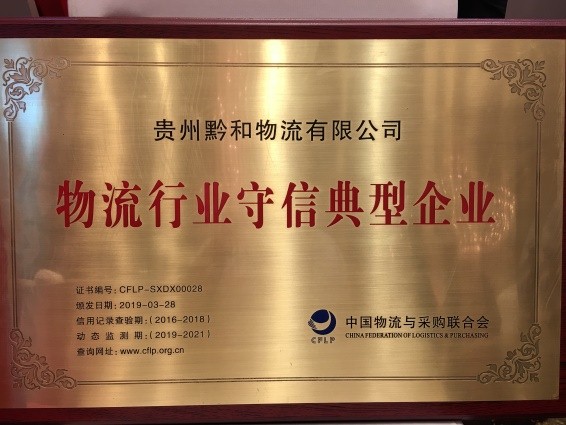 贵州黔和物流有限公司
物流行业守信典型企业
证书编号: CFLP-SXDX00028
颁发日期: 2019-03-28
信用记录查验期: (2016-2018)
动态监测期: (2019-2021)
查询网址: www.cflp.org.cn
CFLP
中国物流与采购联合会
CHINA FEDERATION OF LOGISTICS & PURCHASING